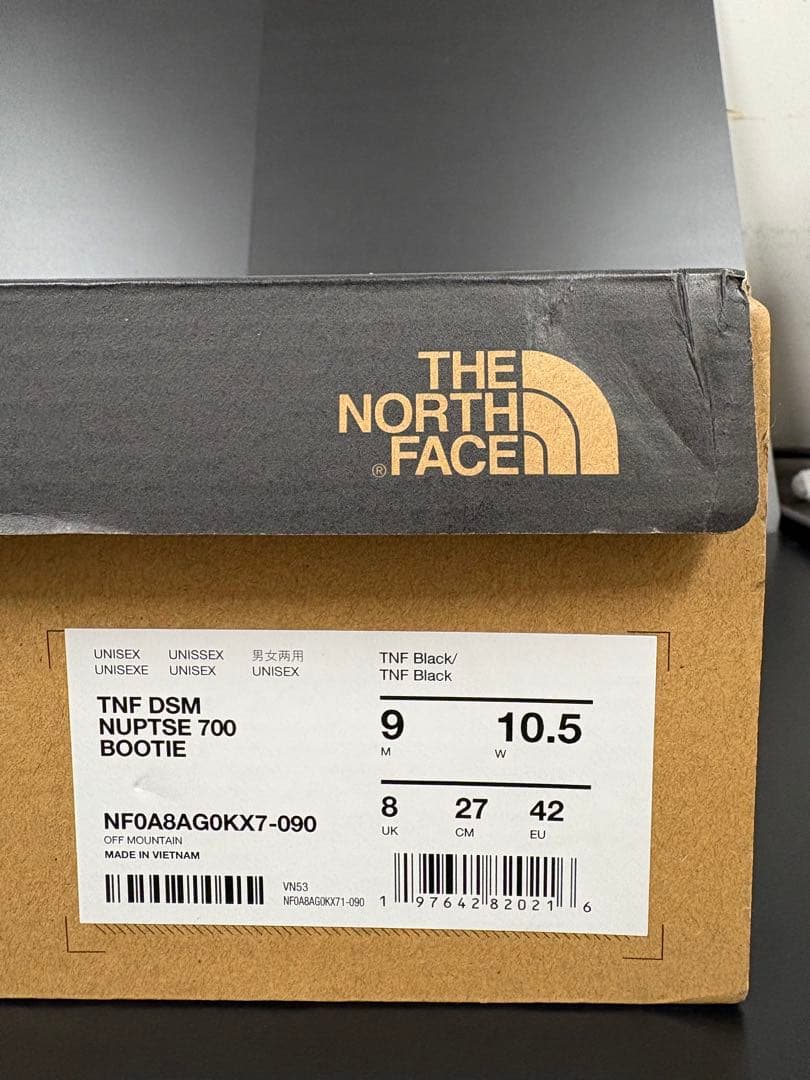 THE
NORTH
® FACE
UNISEX UNISSEX 男女两用
UNISEXE UNISEX UNISEX
TNF DSM
NUPTSE 700
BOOTIE
NF0A8AG0KX7-090
OFF MOUNTAIN
MADE IN VIETNAM
VN53
NF0A8AG0KX71-090
TNF Black/
TNF Black
9 10.5
M W
8 27 42
UK CM EU
1 97642 82021 6